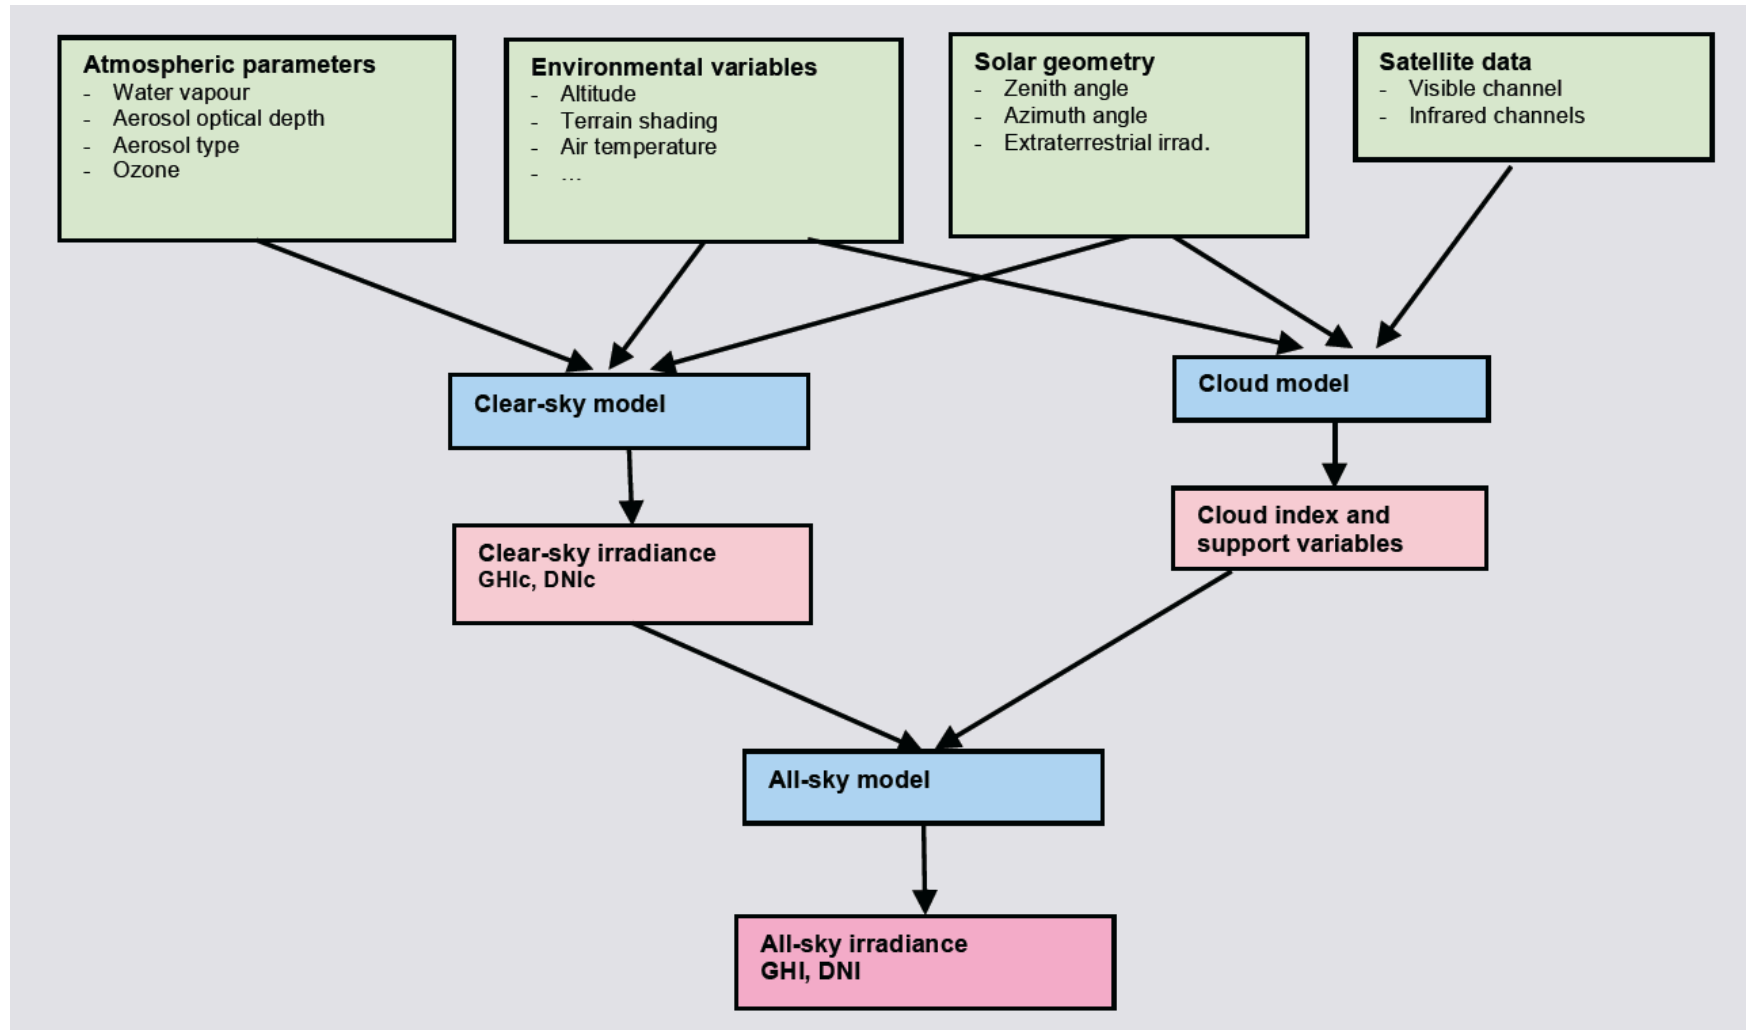 Atmospheric parameters
- Water vapour
- Aerosol optical depth
- Aerosol type
- Ozone
Environmental variables
- Altitude
- Terrain shading
- Air temperature
- ...
Solar geometry
- Zenith angle
- Azimuth angle
- Extraterrestrial irrad.
Satellite data
- Visible channel
- Infrared channels
Clear-sky model
Cloud model
Clear-sky irradiance
GHIc, DNIc
Cloud index and
support variables
All-sky model
All-sky irradiance
GHI, DNI